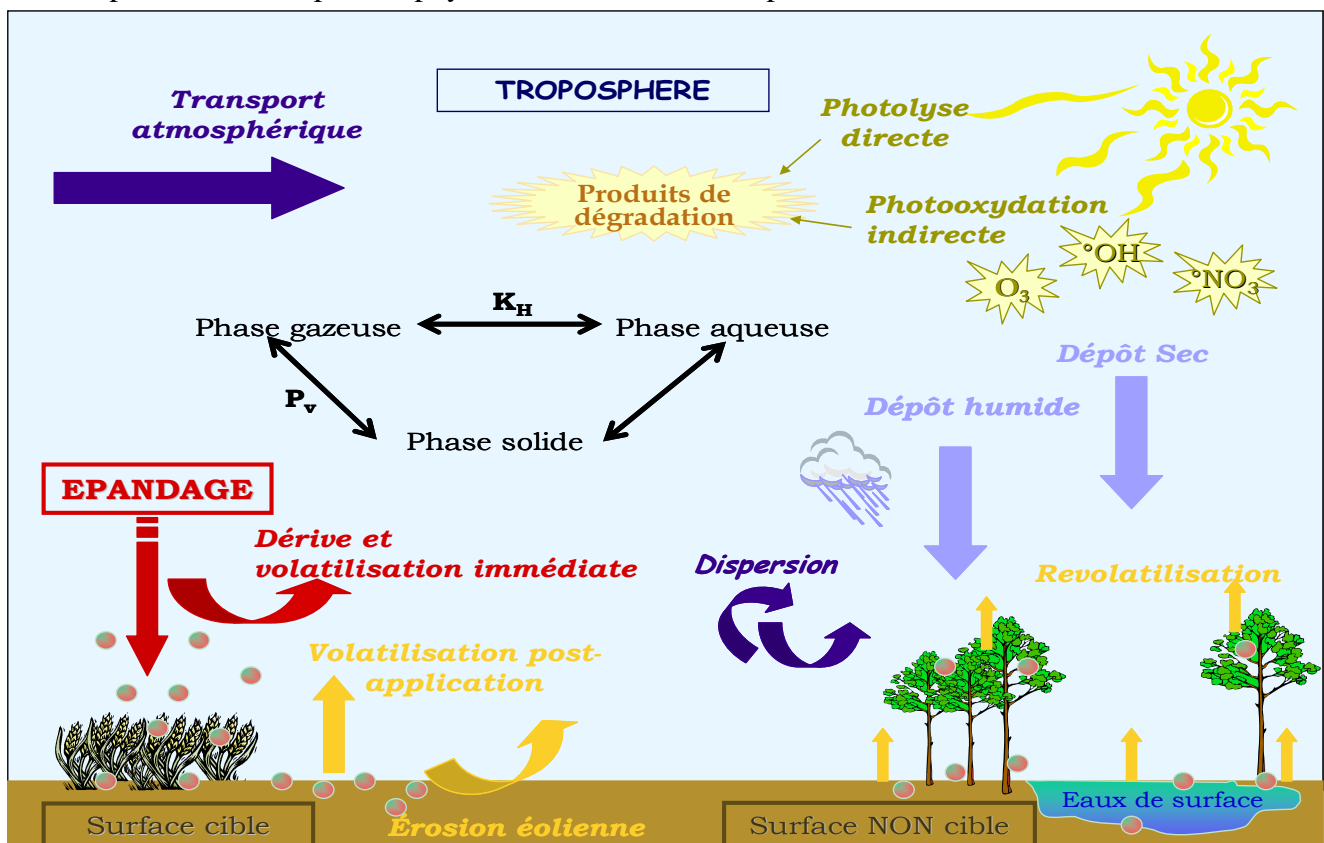 TROPOSPHERE
Transport
atmosphérique
Photolyse
directe
Produits de
dégradation
Photooxydation
indirecte
°OH
O₃
°NO₃
K_H
Phase gazeuse
Phase aqueuse
P_v
Phase solide
Dépôt Sec
Dépôt humide
EPANDAGE
Dérive et
volatilisation immédiate
Dispersion
Revolatilisation
Volatilisation post-
application
Eaux de surface
Surface cible
Érosion éolienne
Surface NON cible